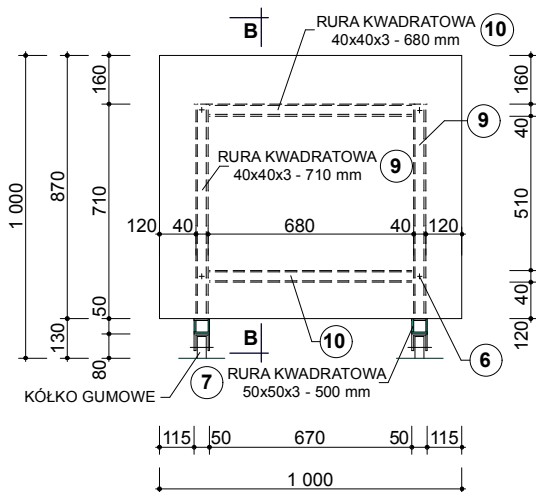 B
RURA KWADRATOWA 10
40x40x3 - 680 mm
160
160
9
40
RURA KWADRATOWA 9
40x40x3 - 710 mm
1 000
870
710
510
120 40 680 40 120
40
50
120
130
80
B
10
6
7
RURA KWADRATOWA
50x50x3 - 500 mm
KÓŁKO GUMOWE
115 50 670 50 115
1 000